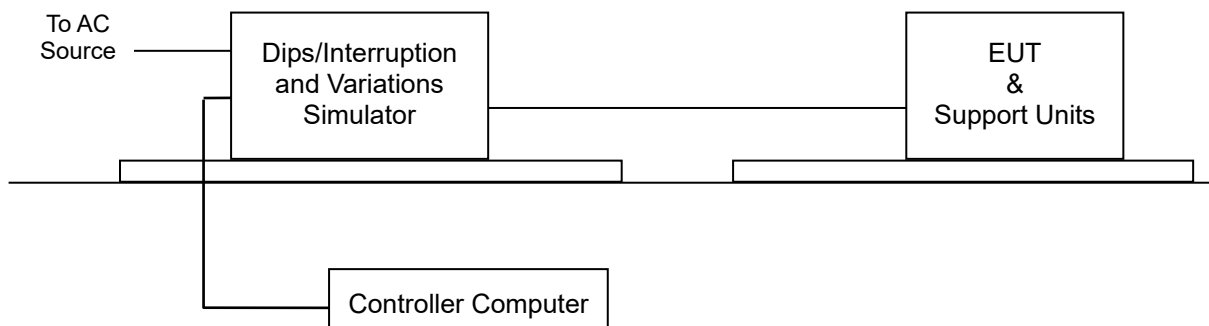 To AC
Source
Dips/Interruption
and Variations
Simulator
EUT
&
Support Units
Controller Computer